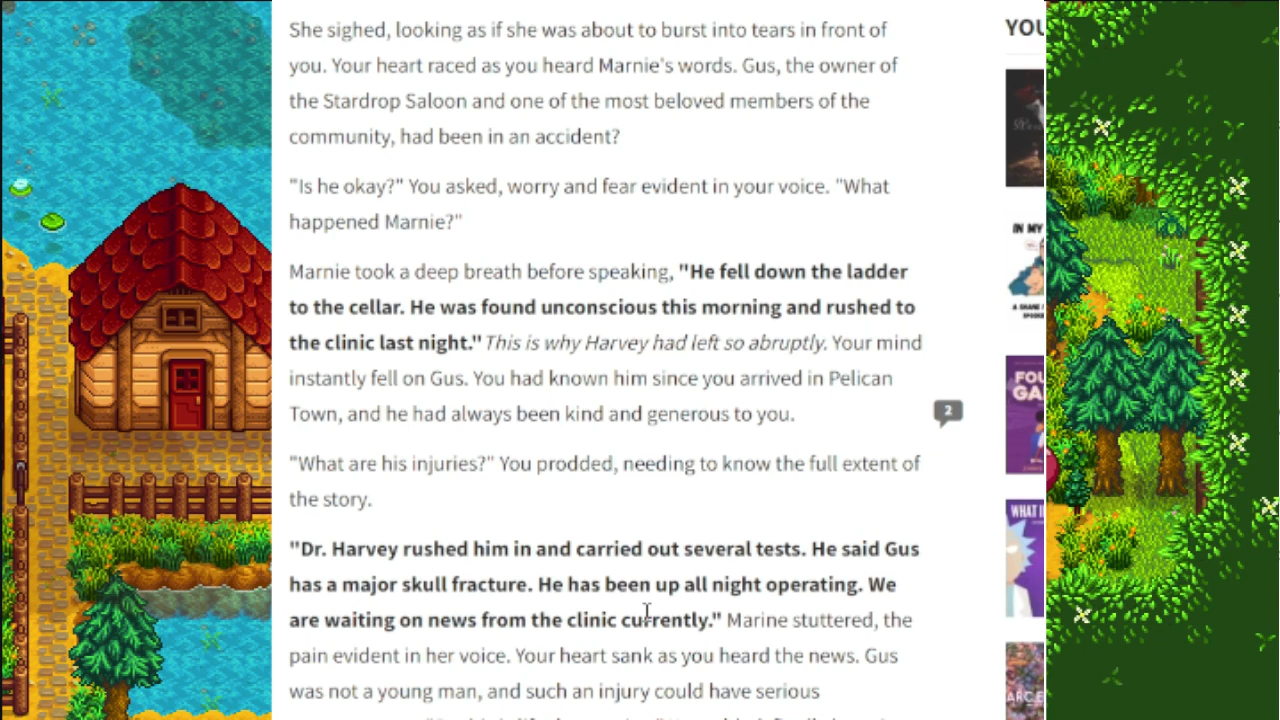 She sighed, looking as if she was about to burst into tears in front of
you. Your heart raced as you heard Marnie's words. Gus, the owner of
the Stardrop Saloon and one of the most beloved members of the
community, had been in an accident?
"Is he okay?" You asked, worry and fear evident in your voice. "What
happened Marnie?"
Marnie took a deep breath before speaking, "He fell down the ladder
to the cellar. He was found unconscious this morning and rushed to
the clinic last night." This is why Harvey had left so abruptly. Your mind
instantly fell on Gus. You had known him since you arrived in Pelican
Town, and he had always been kind and generous to you.
2
"What are his injuries?" You prodded, needing to know the full extent of
the story.
"Dr. Harvey rushed him in and carried out several tests. He said Gus
has a major skull fracture. He has been up all night operating. We
are waiting on news from the clinic currently." Marine stuttered, the
pain evident in her voice. Your heart sank as you heard the news. Gus
was not a young man, and such an injury could have serious
YOU
IN MY
FOU
GA
WHAT I